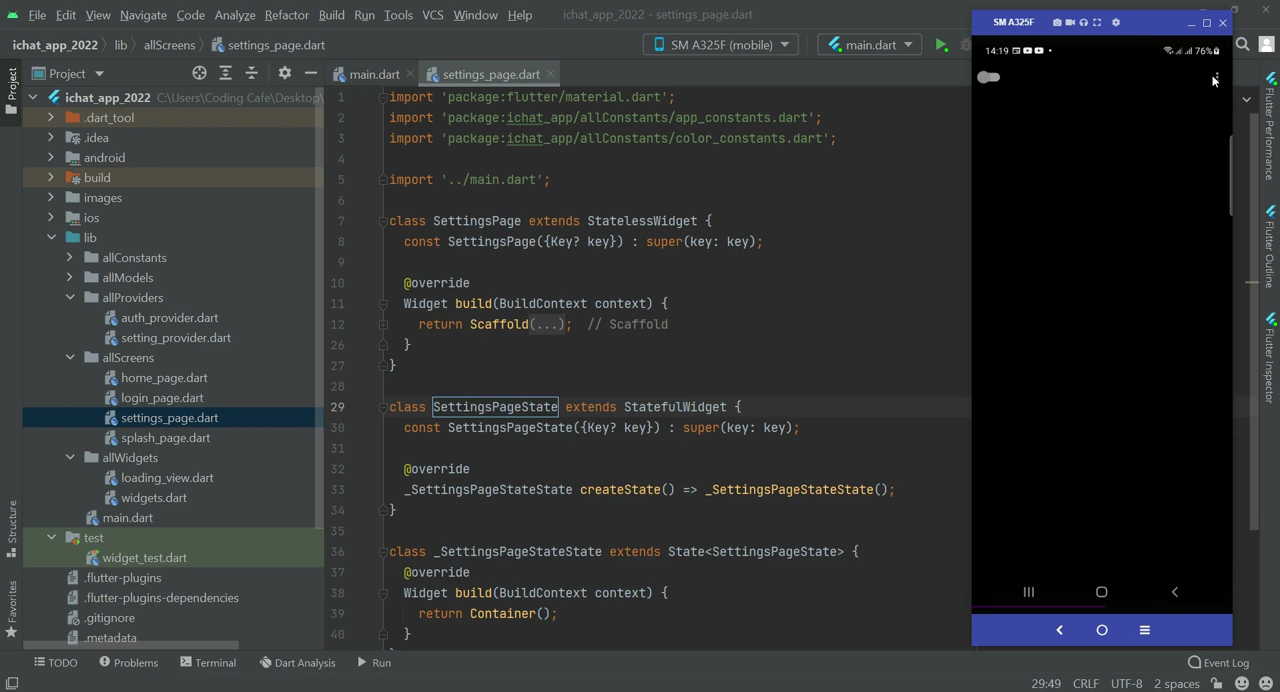 File Edit View Navigate Code Analyze Refactor Build Run Tools VCS Window Help ichat_app_2022 - settings_page.dart
ichat_app_2022 lib allScreens settings_page.dart
SM A325F (mobile) main.dart
Project
main.dart settings_page.dart
ichat_app_2022 C:\Users\Coding Cafe\Desktop\
.dart_tool
.idea
android
build
images
ios
lib
allConstants
allModels
allProviders
auth_provider.dart
setting_provider.dart
allScreens
home_page.dart
login_page.dart
settings_page.dart
splash_page.dart
allWidgets
loading_view.dart
widgets.dart
main.dart
test
widget_test.dart
.flutter-plugins
.flutter-plugins-dependencies
.gitignore
.metadata
Project
Structure
Favorites
1 import 'package:flutter/material.dart';
2 import 'package:ichat_app/allConstants/app_constants.dart';
3 import 'package:ichat_app/allConstants/color_constants.dart';
4
5 import '../main.dart';
6
7 class SettingsPage extends StatelessWidget {
8 const SettingsPage({Key? key}) : super(key: key);
9
10 @override
11 Widget build(BuildContext context) {
12 return Scaffold(...); // Scaffold
26 }
27 }
28
29 class SettingsPageState extends StatefulWidget {
30 const SettingsPageState({Key? key}) : super(key: key);
31
32 @override
33 _SettingsPageStateState createState() => _SettingsPageStateState();
34 }
35
36 class _SettingsPageStateState extends State<SettingsPageState> {
37 @override
38 Widget build(BuildContext context) {
39 return Container();
40 }
SM A325F
14:19 76%
Flutter Performance
Flutter Outline
Flutter Inspector
TODO Problems Terminal Dart Analysis Run Event Log
29:49 CRLF UTF-8 2 spaces